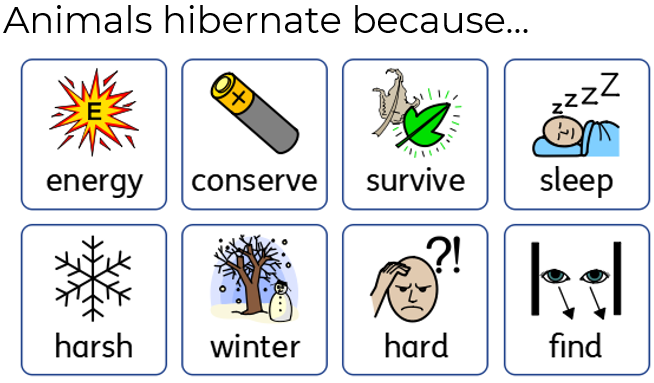 Animals hibernate because...
E
energy
+
conserve
survive
z z z Z
sleep
harsh
winter
?!
hard
find